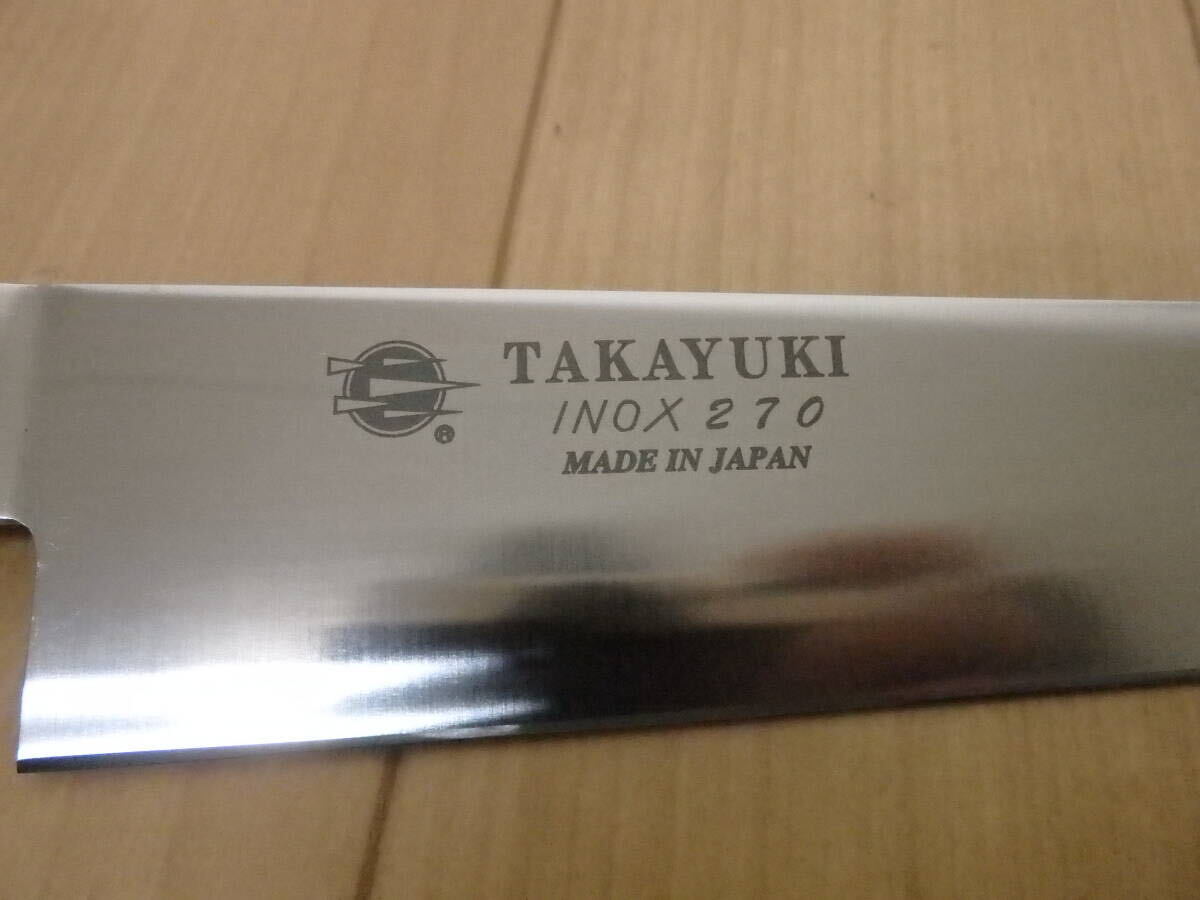 TAKAYUKI
INOX 270
MADE IN JAPAN
®